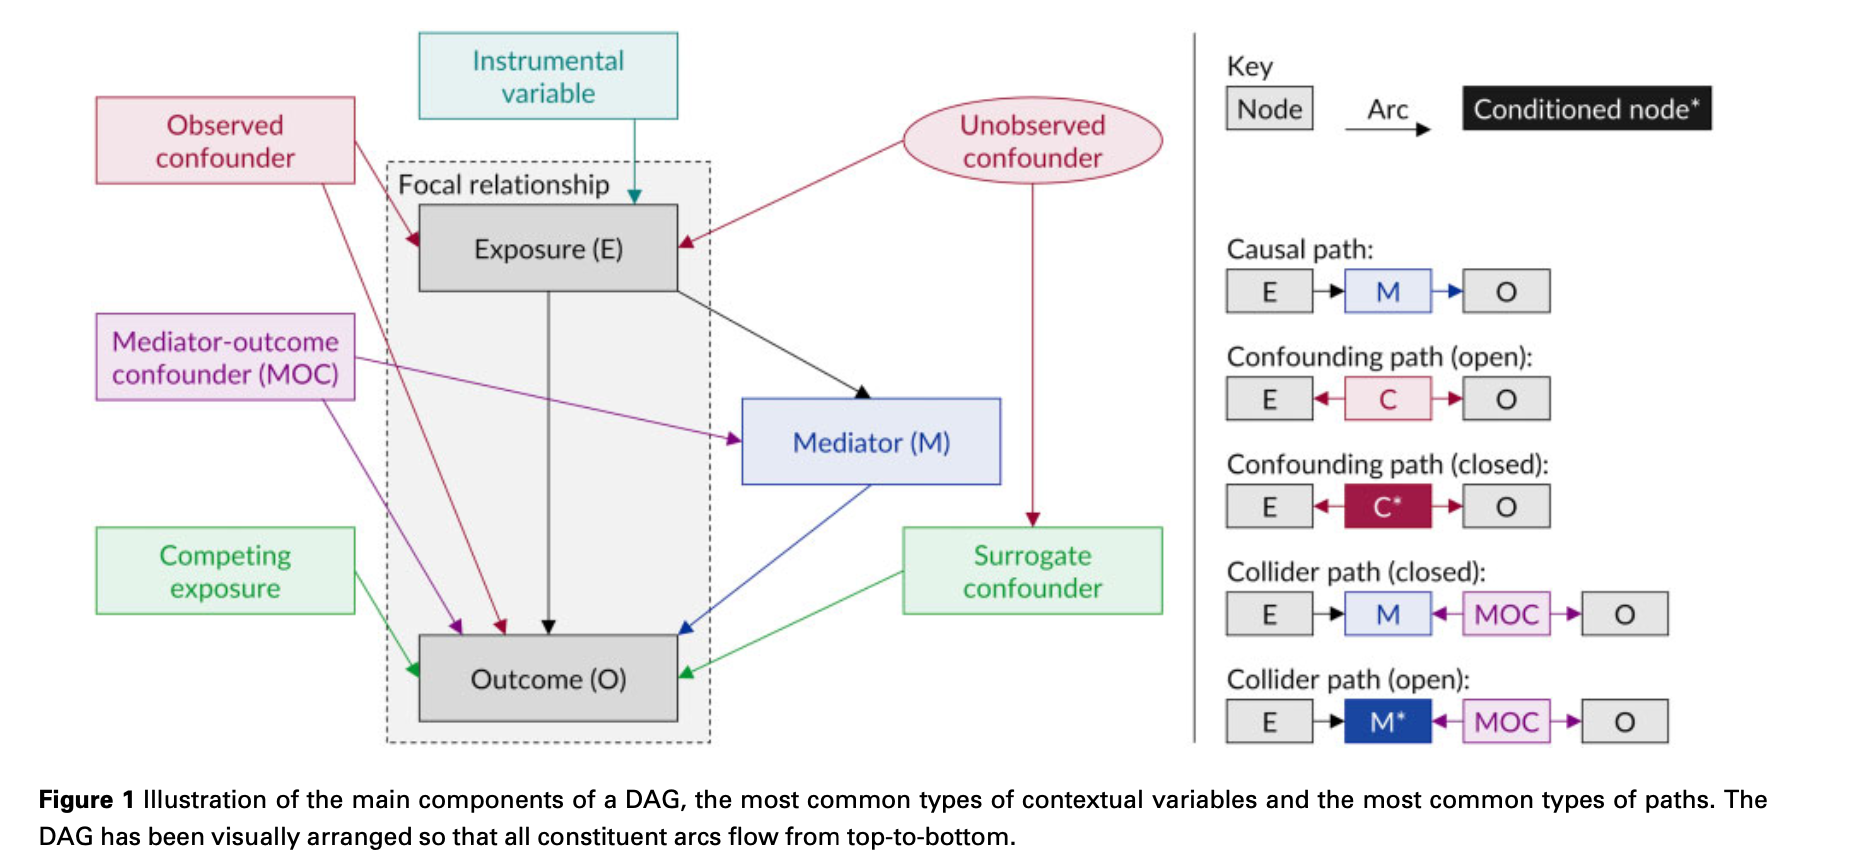 Instrumental
variable
Observed
confounder
Unobserved
confounder
Focal relationship
Exposure (E)
Mediator-outcome
confounder (MOC)
Mediator (M)
Competing
exposure
Surrogate
confounder
Outcome (O)
Key
Node
Arc
Conditioned node*
Causal path:
E M O
Confounding path (open):
E C O
Confounding path (closed):
E C* O
Collider path (closed):
E M MOC O
Collider path (open):
E M* MOC O
Figure 1 Illustration of the main components of a DAG, the most common types of contextual variables and the most common types of paths. The
DAG has been visually arranged so that all constituent arcs flow from top-to-bottom.